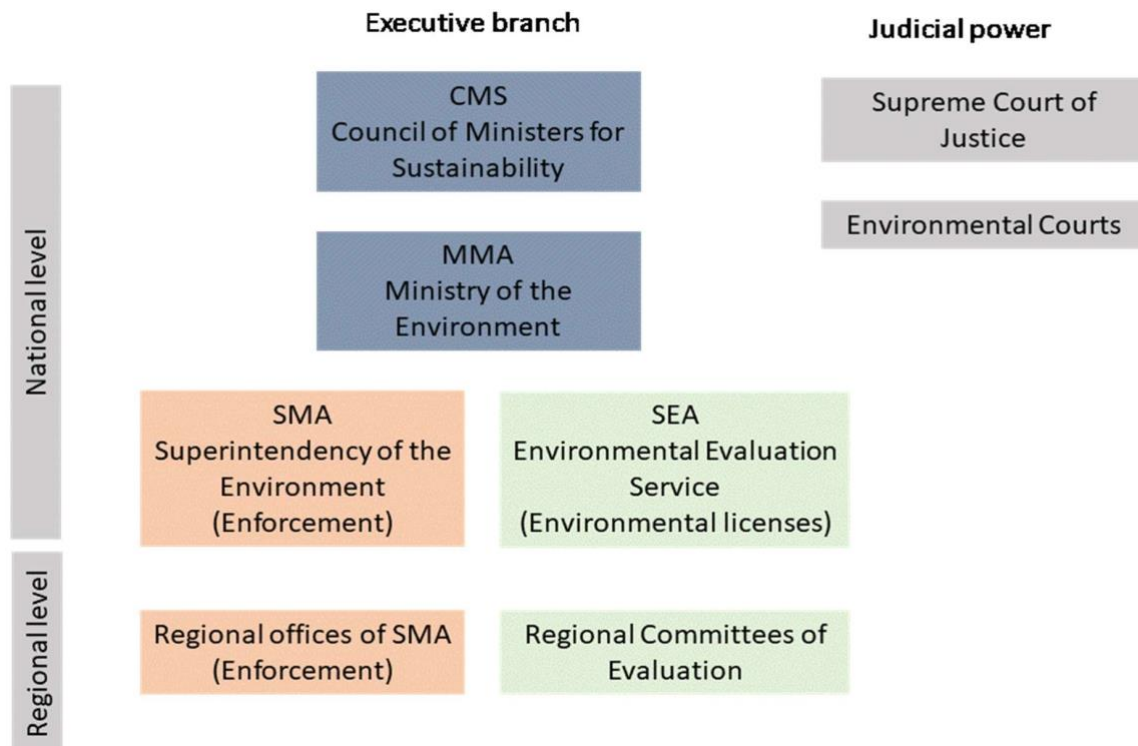 Executive branch
Judicial power
National level
CMS
Council of Ministers for
Sustainability
Supreme Court of
Justice
Environmental Courts
MMA
Ministry of the
Environment
SMA
Superintendency of the
Environment
(Enforcement)
SEA
Environmental Evaluation
Service
(Environmental licenses)
Regional level
Regional offices of SMA
(Enforcement)
Regional Committees of
Evaluation